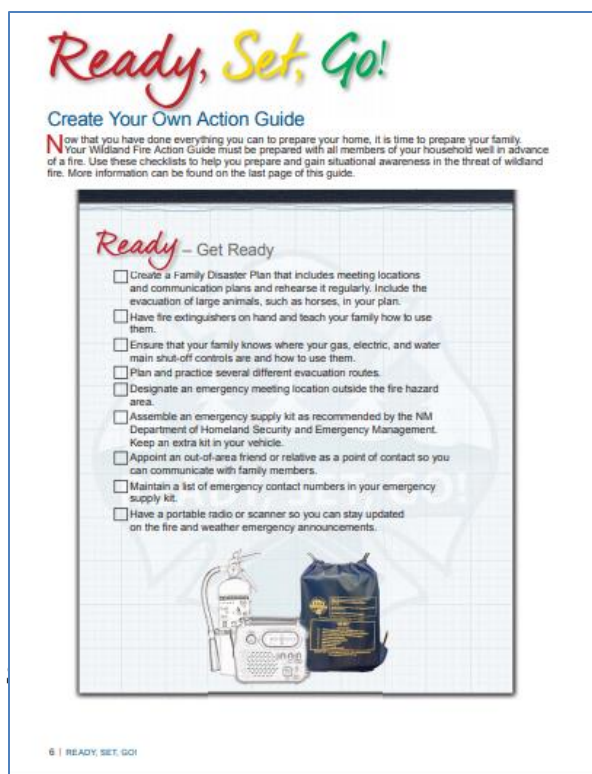 Ready, Set, Go!
Create Your Own Action Guide
Now that you have done everything you can to prepare your home, it is time to prepare your family.
Your Wildland Fire Action Guide must be prepared with all members of your household well in advance
of a fire. Use these checklists to help you prepare and gain situational awareness in the threat of wildland
fire. More information can be found on the last page of this guide.
Ready – Get Ready
Create a Family Disaster Plan that includes meeting locations
and communication plans and rehearse it regularly. Include the
evacuation of large animals, such as horses, in your plan.
Have fire extinguishers on hand and teach your family how to use
them.
Ensure that your family knows where your gas, electric, and water
main shut-off controls are and how to use them.
Plan and practice several different evacuation routes.
Designate an emergency meeting location outside the fire hazard
area.
Assemble an emergency supply kit as recommended by the NM
Department of Homeland Security and Emergency Management.
Keep an extra kit in your vehicle.
Appoint an out-of-area friend or relative as a point of contact so you
can communicate with family members.
Maintain a list of emergency contact numbers in your emergency
supply kit.
Have a portable radio or scanner so you can stay updated
on the fire and weather emergency announcements.
6 | READY, SET, GO!